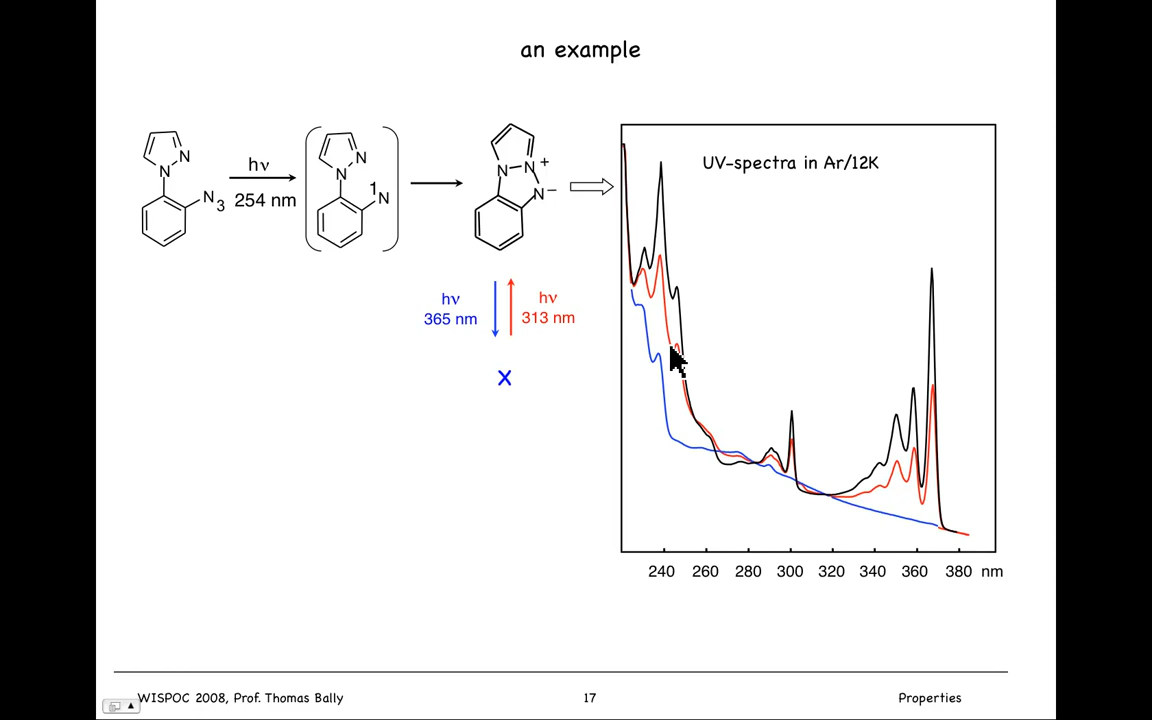 an example
UV-spectra in Ar/12K
N
N
N3
hν
254 nm
N
N
1N
N
N
+
N
–
hν
365 nm
hν
313 nm
X
240 260 280 300 320 340 360 380 nm
WISPOC 2008, Prof. Thomas Bally
17
Properties